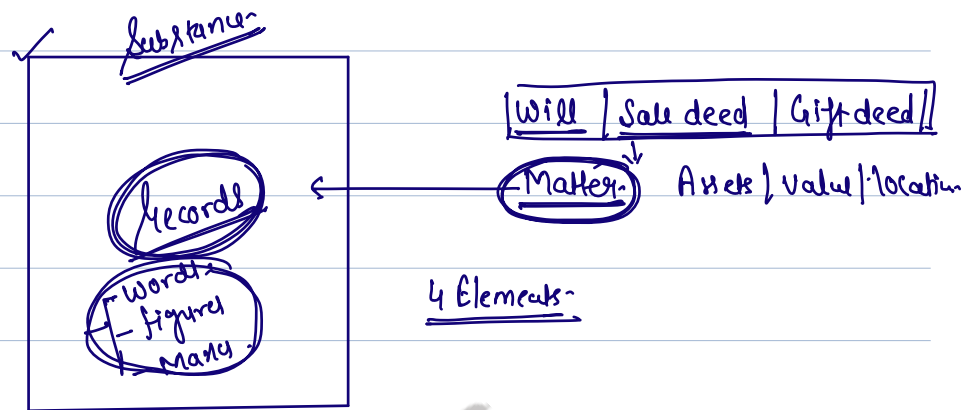 Substance
Will | Sale deed | Gift deed
Matter Assets | Value | location
Records
- Words
- figures
- Marks
4 Elements